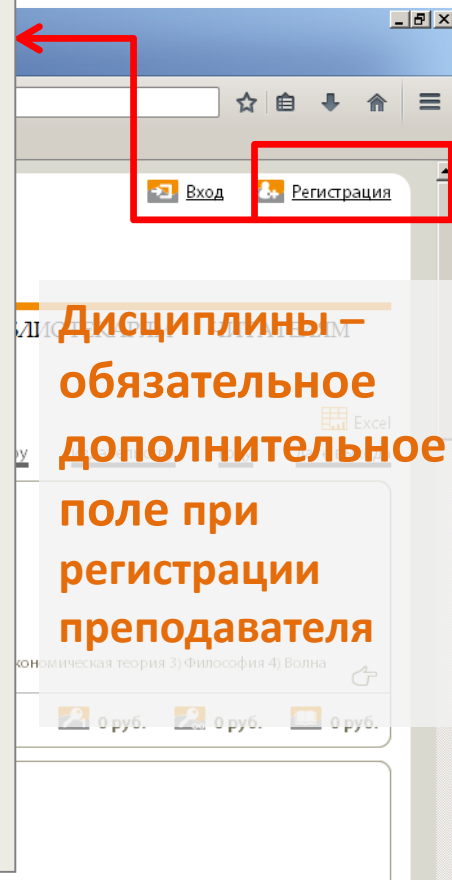 Вход Регистрация
Дисциплины –
обязательное
дополнительное
поле при
регистрации
преподавателя
Excel
ру
кономическая теория 3) Философия 4) Волна
0 руб. 0 руб. 0 руб.